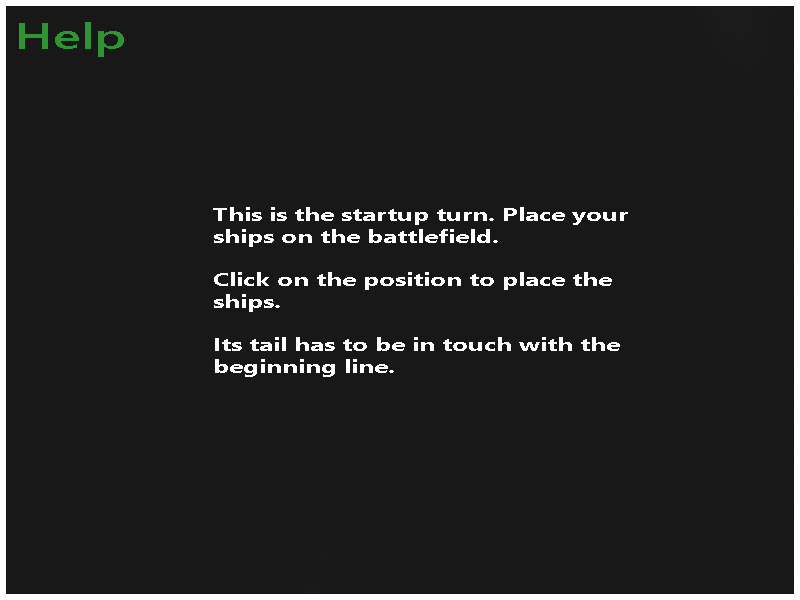 Help
This is the startup turn. Place your
ships on the battlefield.
Click on the position to place the
ships.
Its tail has to be in touch with the
beginning line.